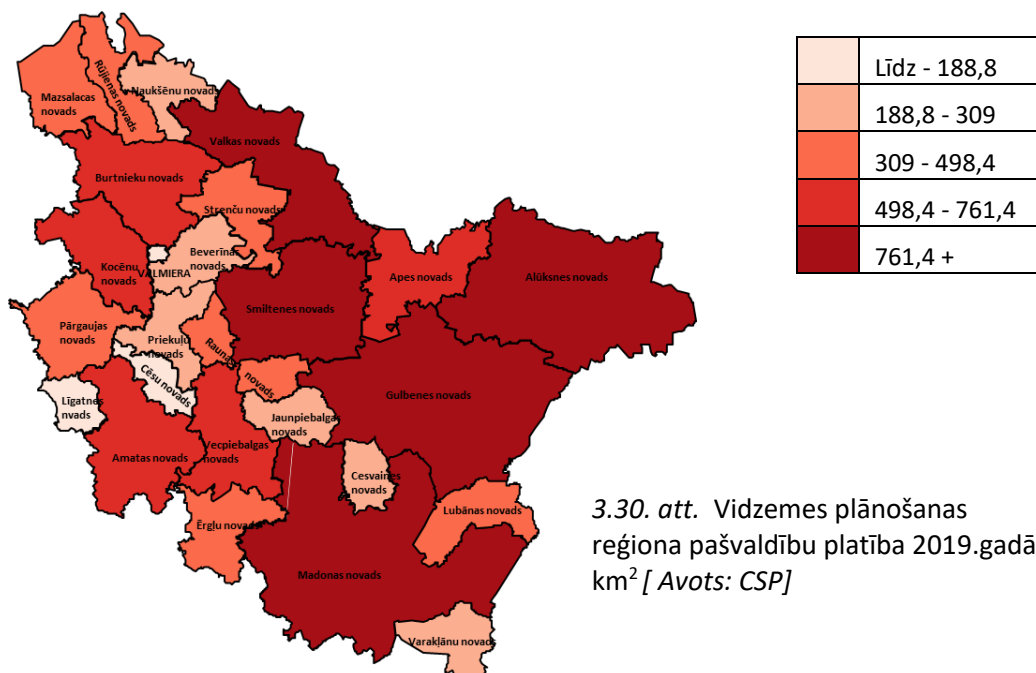 Rūjienas novads
Naukšēnu novads
Mazsalacas
novads
Valkas novads
Burtnieku novads
Strenču novads
Beverīnas
novads
Kocēnu
novads
VALMIERA
Apes novads
Alūksnes novads
Smiltenes novads
Pārgaujas
novads
Priekuļu
novads
Raunas
novads
Cēsu novads
Līgatnes
nvads
Gulbenes novads
Jaunpiebalgas
novads
Amatas novads
Vecpiebalgas
novads
Cesvaines
novads
Lubānas novads
Ērgļu novads
Madonas novads
Varakļānu novads
Līdz - 188,8
188,8 - 309
309 - 498,4
498,4 - 761,4
761,4 +
3.30. att. Vidzemes plānošanas
reģiona pašvaldību platība 2019.gadā
km² [ Avots: CSP]